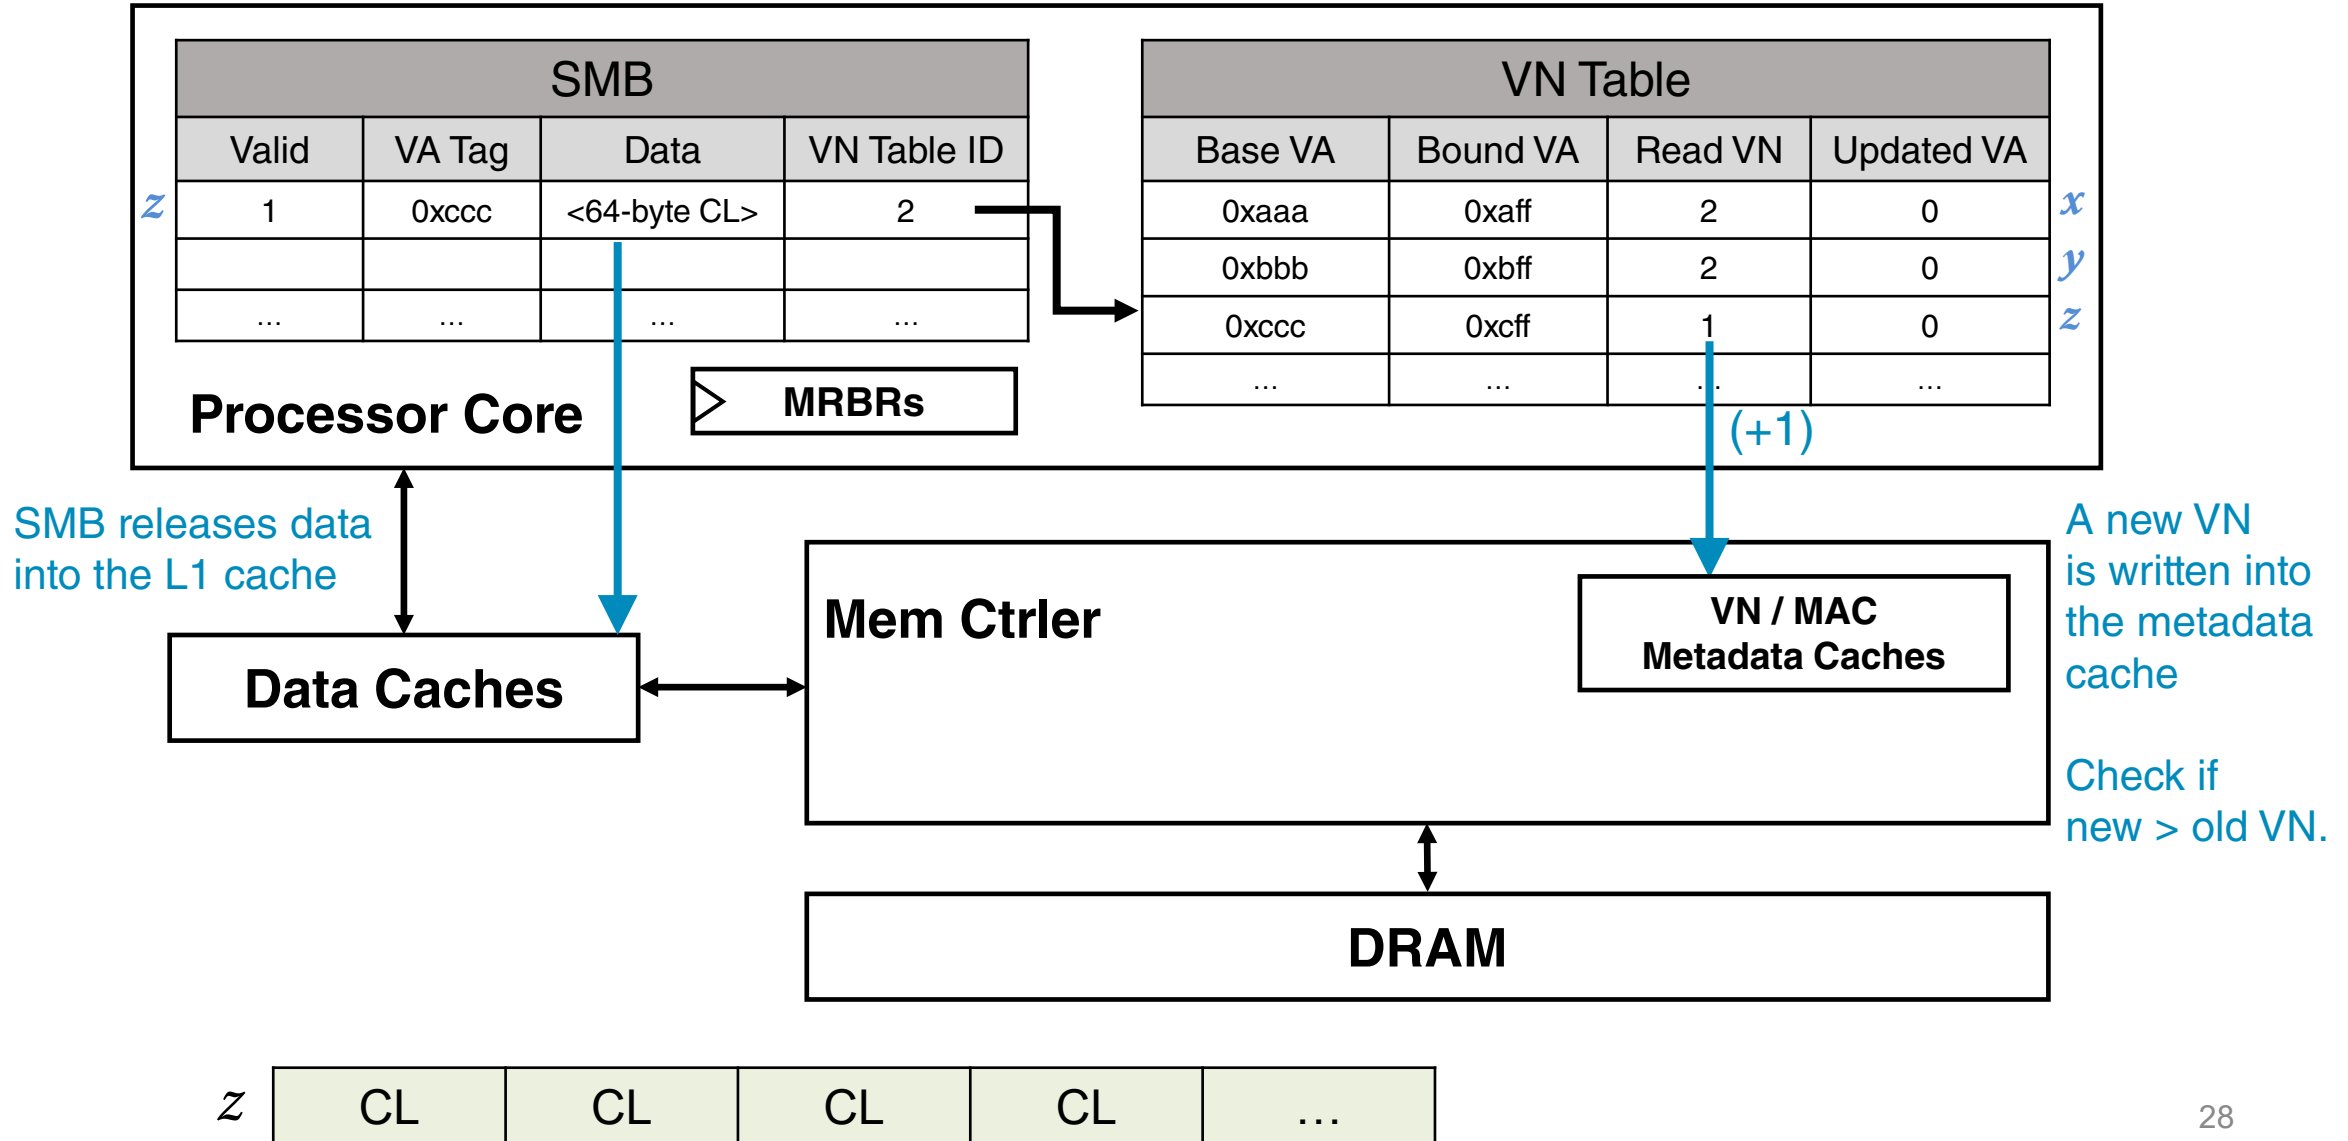 SMB
Valid VA Tag Data VN Table ID
z 1 0xccc <64-byte CL> 2
... ... ... ...
VN Table
Base VA Bound VA Read VN Updated VA
0xaaa 0xaff 2 0 x
0xbbb 0xbff 2 0 y
0xccc 0xcff 1 0 z
... ... ... ...
Processor Core
MRBRs
(+1)
SMB releases data
into the L1 cache
A new VN
is written into
the metadata
cache
Check if
new > old VN.
Data Caches
Mem Ctrler
VN / MAC
Metadata Caches
DRAM
z CL CL CL CL ...
28